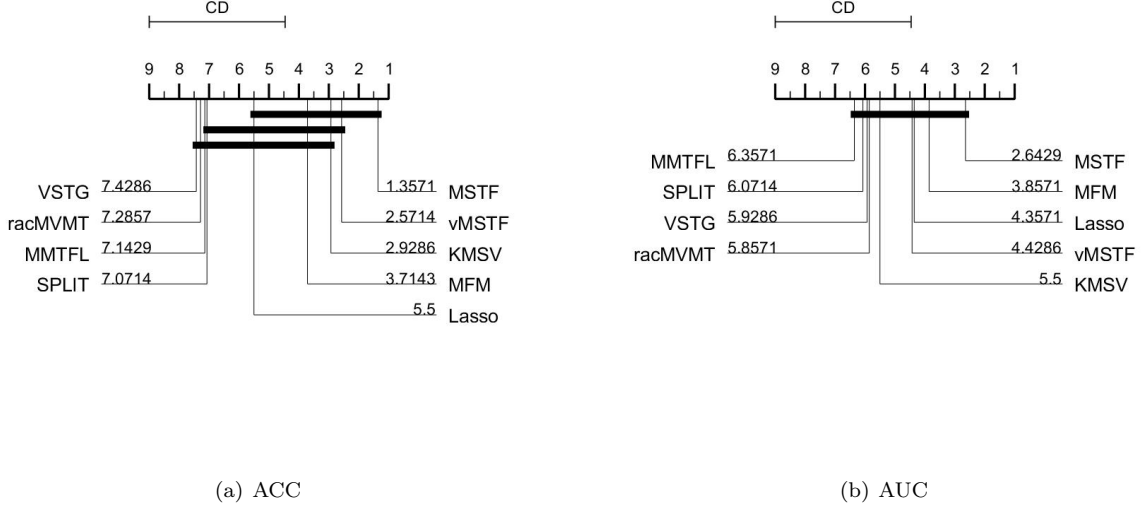 CD
9 8 7 6 5 4 3 2 1
VSTG 7.4286
racMVMT 7.2857
MMTFL 7.1429
SPLIT 7.0714
1.3571 MSTF
2.5714 vMSTF
2.9286 KMSV
3.7143 MFM
5.5 Lasso
(a) ACC
CD
9 8 7 6 5 4 3 2 1
MMTFL 6.3571
SPLIT 6.0714
VSTG 5.9286
racMVMT 5.8571
2.6429 MSTF
3.8571 MFM
4.3571 Lasso
4.4286 vMSTF
5.5 KMSV
(b) AUC